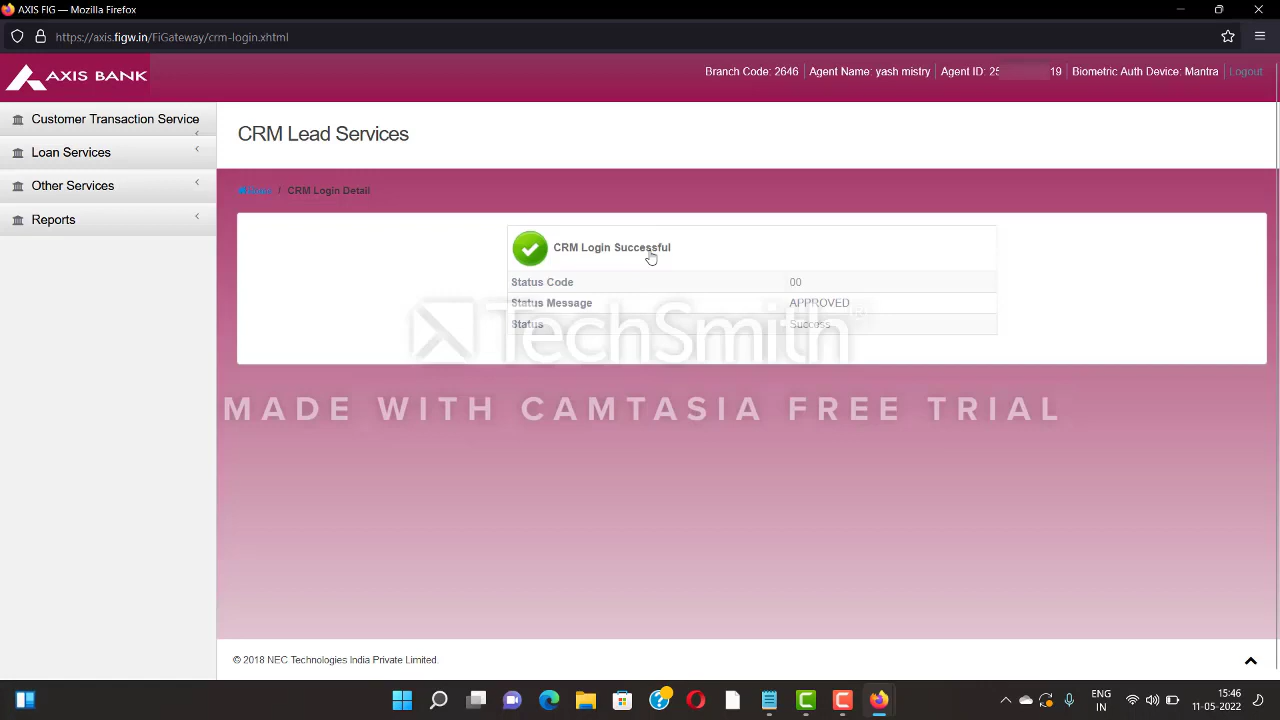 AXIS FIG — Mozilla Firefox
https://axis.figw.in/FiGateway/crm-login.xhtml
AXIS BANK
Branch Code: 2646 | Agent Name: yash mistry | Agent ID: 25 19 | Biometric Auth Device: Mantra | Logout
Customer Transaction Service
Loan Services
Other Services
Reports
CRM Lead Services
Home / CRM Login Detail
CRM Login Successful
Status Code 00
Status Message APPROVED
Status Success
TechSmith®
MADE WITH CAMTASIA FREE TRIAL
© 2018 NEC Technologies India Private Limited.
ENG
IN
15:46
11-05-2022